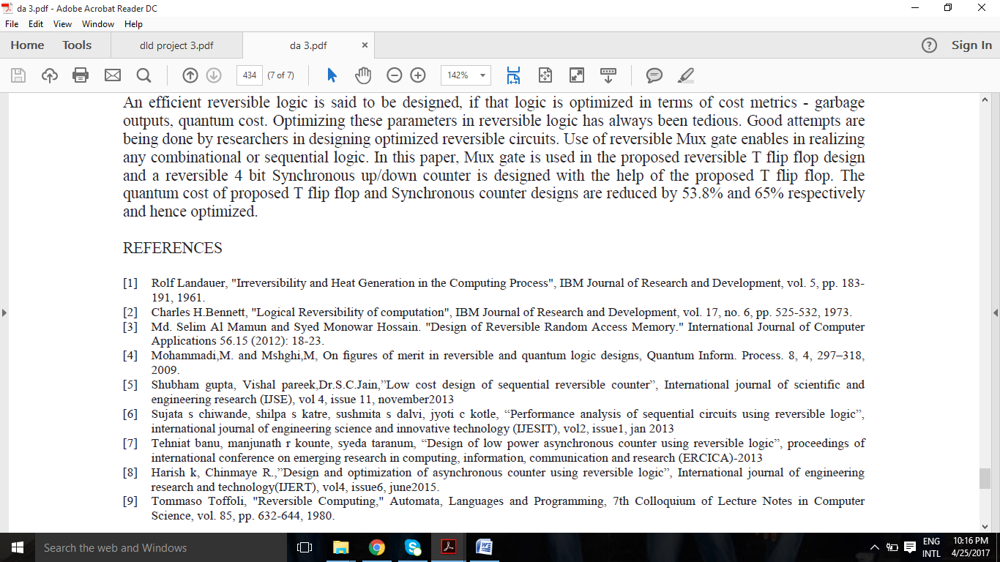 da 3.pdf - Adobe Acrobat Reader DC
File Edit View Window Help
Home Tools dld project 3.pdf da 3.pdf × ? Sign In
434 (7 of 7) 142%
An efficient reversible logic is said to be designed, if that logic is optimized in terms of cost metrics - garbage
outputs, quantum cost. Optimizing these parameters in reversible logic has always been tedious. Good attempts are
being done by researchers in designing optimized reversible circuits. Use of reversible Mux gate enables in realizing
any combinational or sequential logic. In this paper, Mux gate is used in the proposed reversible T flip flop design
and a reversible 4 bit Synchronous up/down counter is designed with the help of the proposed T flip flop. The
quantum cost of proposed T flip flop and Synchronous counter designs are reduced by 53.8% and 65% respectively
and hence optimized.
REFERENCES
[1] Rolf Landauer, "Irreversibility and Heat Generation in the Computing Process", IBM Journal of Research and Development, vol. 5, pp. 183-
191, 1961.
[2] Charles H.Bennett, "Logical Reversibility of computation", IBM Journal of Research and Development, vol. 17, no. 6, pp. 525-532, 1973.
[3] Md. Selim Al Mamun and Syed Monowar Hossain. "Design of Reversible Random Access Memory." International Journal of Computer
Applications 56.15 (2012): 18-23.
[4] Mohammadi,M. and Mshghi,M, On figures of merit in reversible and quantum logic designs, Quantum Inform. Process. 8, 4, 297–318,
2009.
[5] Shubham gupta, Vishal pareek,Dr.S.C.Jain,”Low cost design of sequential reversible counter”, International journal of scientific and
engineering research (IJSE), vol 4, issue 11, november2013
[6] Sujata s chiwande, shilpa s katre, sushmita s dalvi, jyoti c kotle, “Performance analysis of sequential circuits using reversible logic”,
international journal of engineering science and innovative technology (IJESIT), vol2, issue1, jan 2013
[7] Tehniat banu, manjunath r kounte, syeda taranum, “Design of low power asynchronous counter using reversible logic”, proceedings of
international conference on emerging research in computing, information, communication and research (ERCICA)-2013
[8] Harish k, Chinmaye R.,”Design and optimization of asynchronous counter using reversible logic”, International journal of engineering
research and technology(IJERT), vol4, issue6, june2015.
[9] Tommaso Toffoli, "Reversible Computing," Automata, Languages and Programming, 7th Colloquium of Lecture Notes in Computer
Science, vol. 85, pp. 632-644, 1980.
Search the web and Windows
ENG 10:16 PM
INTL 4/25/2017